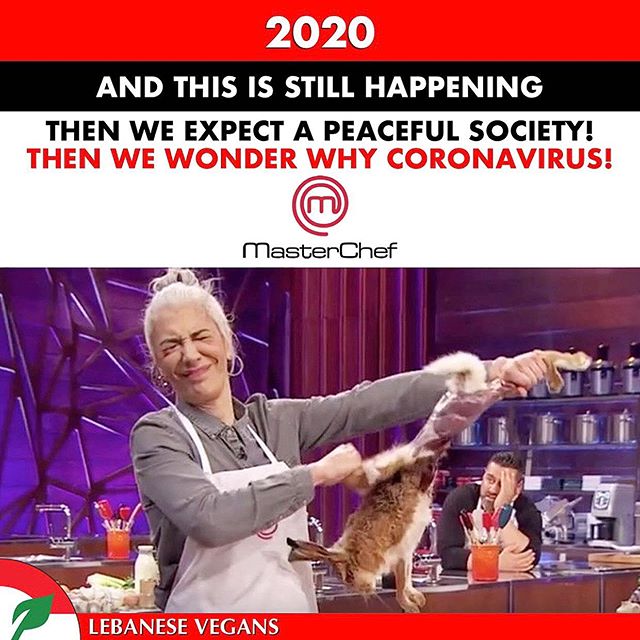 2020
AND THIS IS STILL HAPPENING
THEN WE EXPECT A PEACEFUL SOCIETY!
THEN WE WONDER WHY CORONAVIRUS!
m
MasterChef
LEBANESE VEGANS